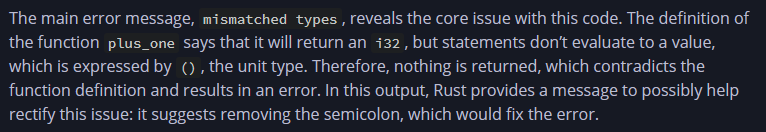 The main error message, mismatched types, reveals the core issue with this code. The definition of
the function plus_one says that it will return an i32, but statements don’t evaluate to a value,
which is expressed by (), the unit type. Therefore, nothing is returned, which contradicts the
function definition and results in an error. In this output, Rust provides a message to possibly help
rectify this issue: it suggests removing the semicolon, which would fix the error.